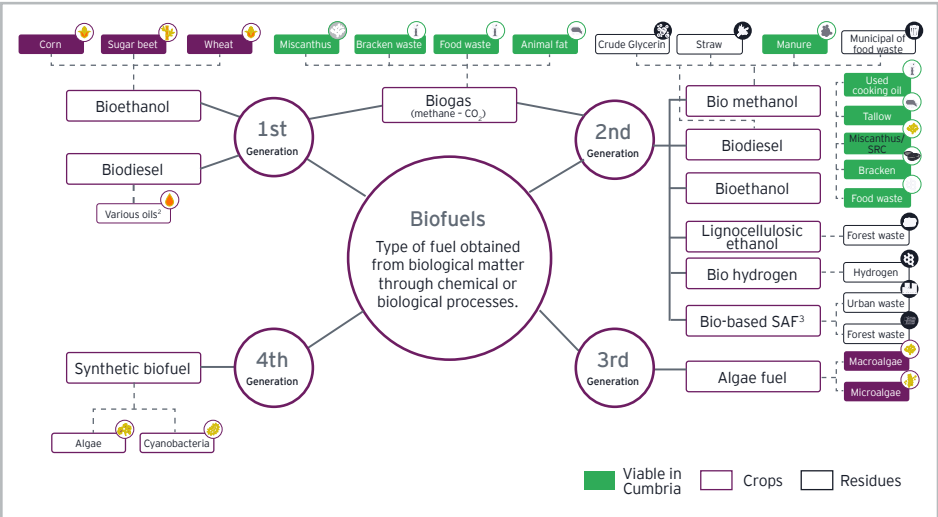 Corn
Sugar beet
Wheat
Miscanthus
Bracken waste
Food waste
Animal fat
Crude Glycerin
Straw
Manure
Municipal of
food waste
Bioethanol
Biodiesel
Various oils²
1st
Generation
Biogas
(methane – CO₂)
2nd
Generation
Bio methanol
Biodiesel
Bioethanol
Lignocellulosic
ethanol
Bio hydrogen
Bio-based SAF³
Used
cooking oil
Tallow
Miscanthus/
SRC
Bracken
Food waste
Forest waste
Hydrogen
Urban waste
Forest waste
Biofuels
Type of fuel obtained
from biological matter
through chemical or
biological processes.
Synthetic biofuel
4th
Generation
Algae
Cyanobacteria
3rd
Generation
Algae fuel
Macroalgae
Microalgae
Viable in
Cumbria
Crops
Residues